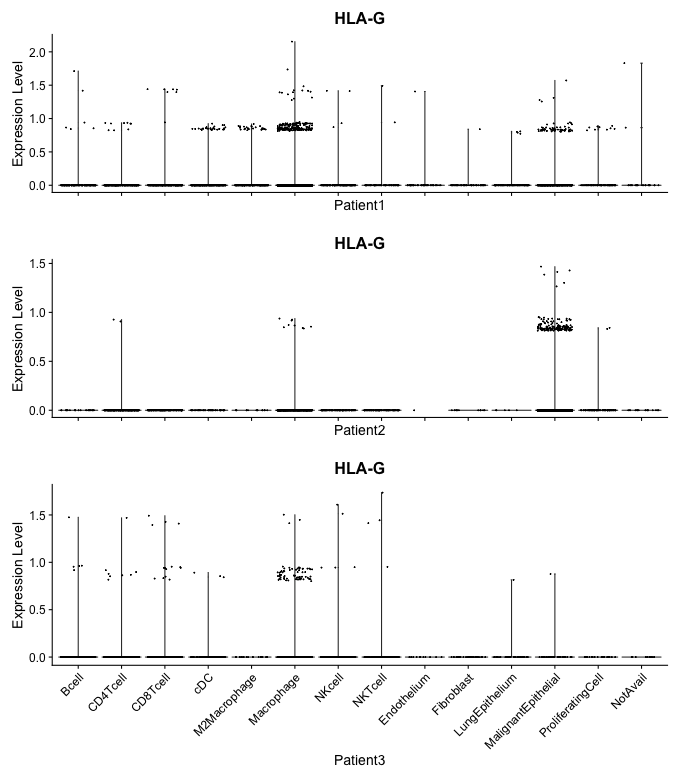 HLA-G
Expression Level
2.0
1.5
1.0
0.5
0.0
Patient1
HLA-G
Expression Level
1.5
1.0
0.5
0.0
Patient2
HLA-G
Expression Level
1.5
1.0
0.5
0.0
Bcell
CD4Tcell
CD8Tcell
cDC
M2Macrophage
Macrophage
NKcell
NKTcell
Endothelium
Fibroblast
LungEpithelium
MalignantEpithelial
ProliferatingCell
NotAvail
Patient3